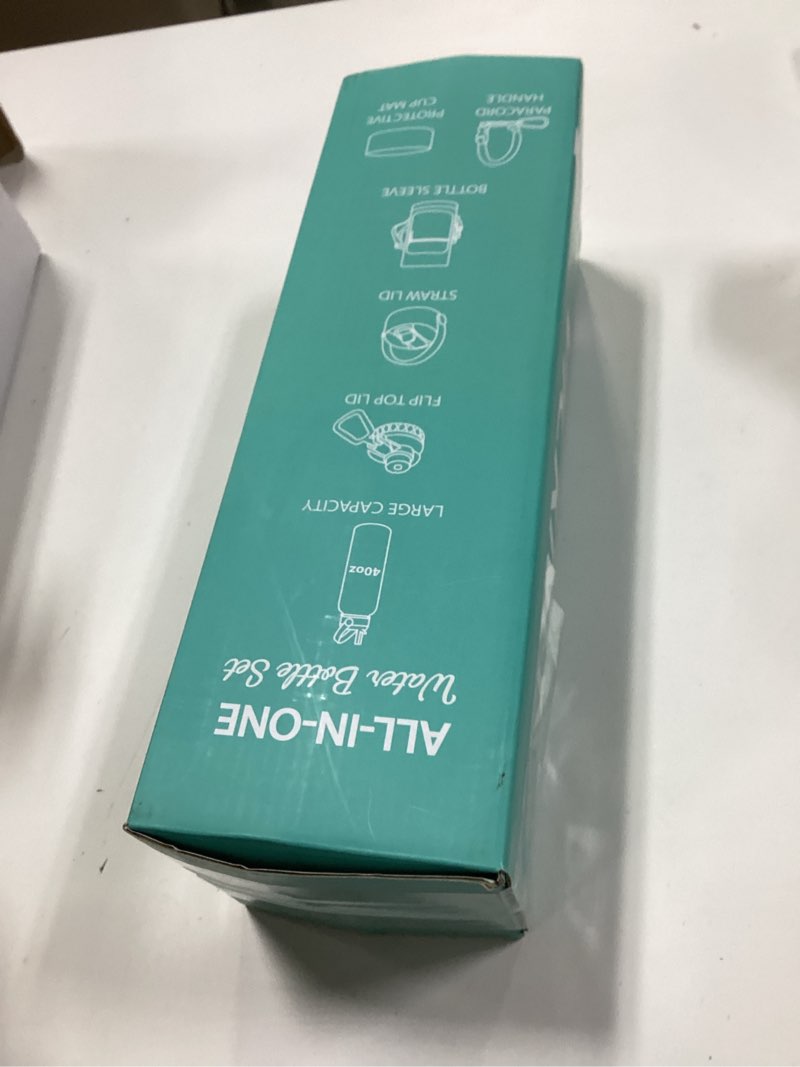 ALL-IN-ONE
Water Bottle Set
40oz
LARGE CAPACITY
FLIP TOP LID
STRAW LID
BOTTLE SLEEVE
PARACORD
HANDLE
PROTECTIVE
CUP MAT